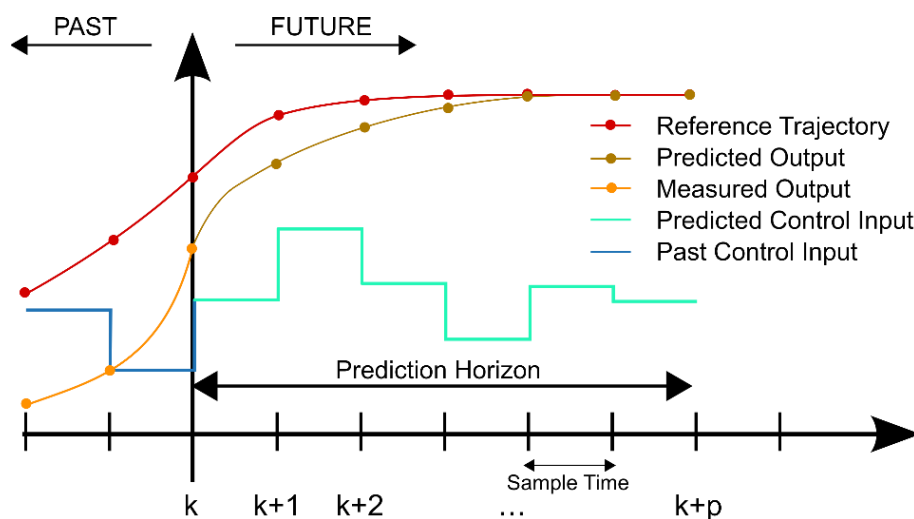 PAST
FUTURE
Reference Trajectory
Predicted Output
Measured Output
Predicted Control Input
Past Control Input
Prediction Horizon
Sample Time
k k+1 k+2 ... k+p